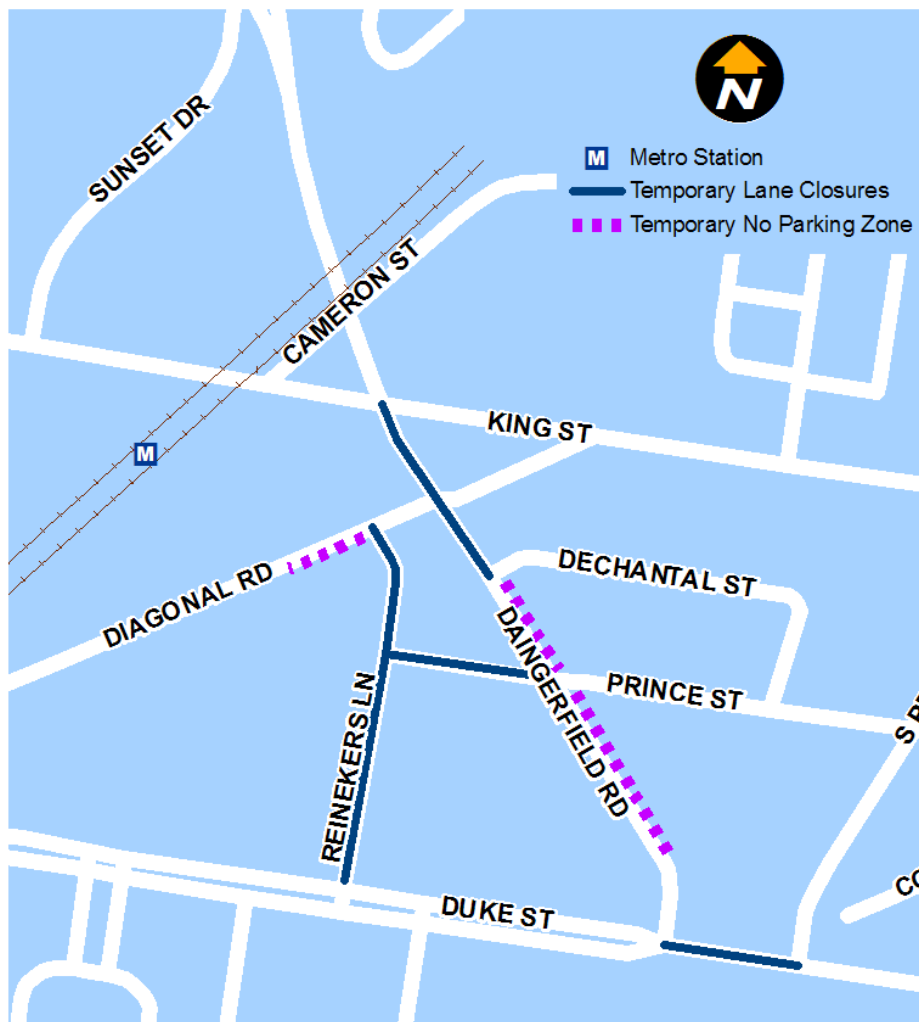 N
SUNSET DR
M Metro Station
Temporary Lane Closures
Temporary No Parking Zone
CAMERON ST
KING ST
M
DECHANTAL ST
DIAGONAL RD
DAINGERFIELD RD
PRINCE ST
REINEKERS LN
S
DUKE ST